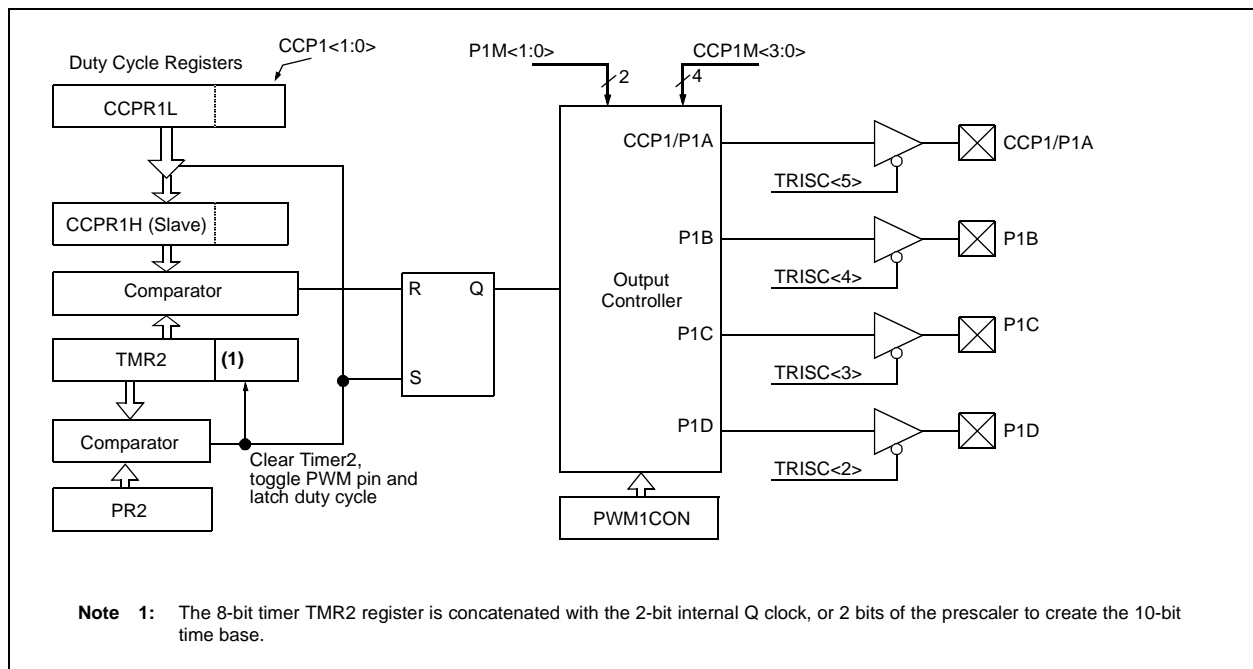 CCP1<1:0>
Duty Cycle Registers
CCPR1L
CCPR1H (Slave)
Comparator
TMR2
(1)
Comparator
PR2
Clear Timer2,
toggle PWM pin and
latch duty cycle
R
Q
S
P1M<1:0>
2
CCP1M<3:0>
4
Output
Controller
CCP1/P1A
P1B
P1C
P1D
PWM1CON
TRISC<5>
CCP1/P1A
TRISC<4>
P1B
TRISC<3>
P1C
TRISC<2>
P1D
Note 1: The 8-bit timer TMR2 register is concatenated with the 2-bit internal Q clock, or 2 bits of the prescaler to create the 10-bit
time base.